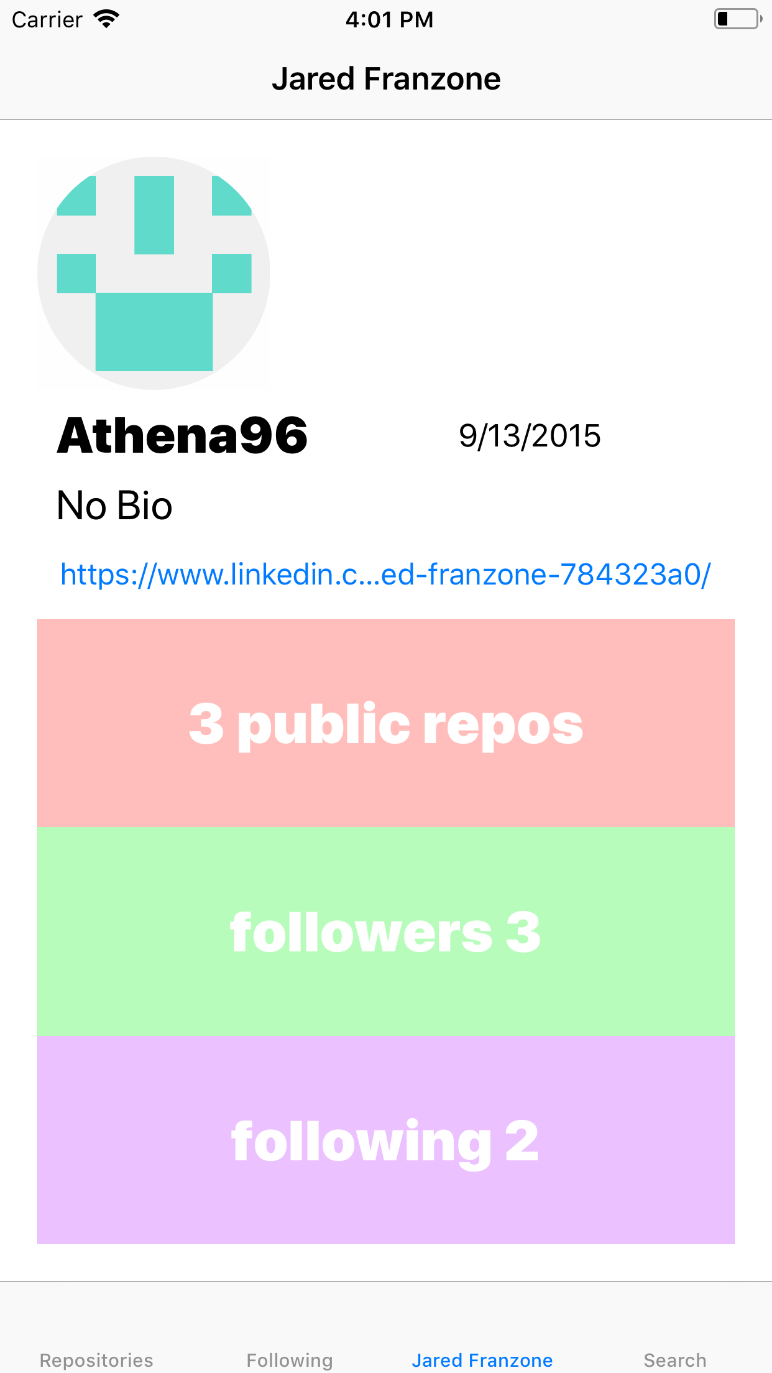 Carrier 4:01 PM
Jared Franzone
Athena96 9/13/2015
No Bio
https://www.linkedin.c...ed-franzone-784323a0/
3 public repos
followers 3
following 2
Repositories Following Jared Franzone Search